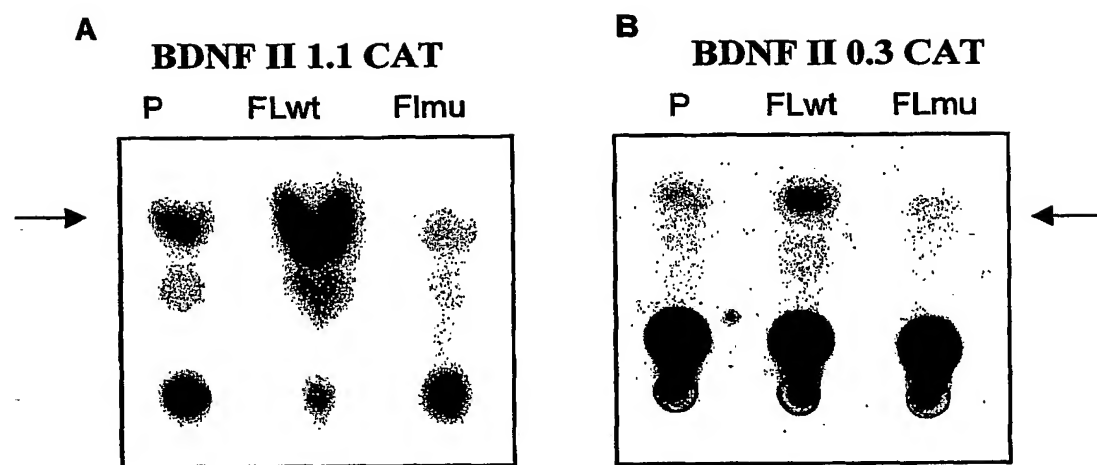 A
BDNF II 1.1 CAT
P FLwt Flmu
B
BDNF II 0.3 CAT
P FLwt FLmu